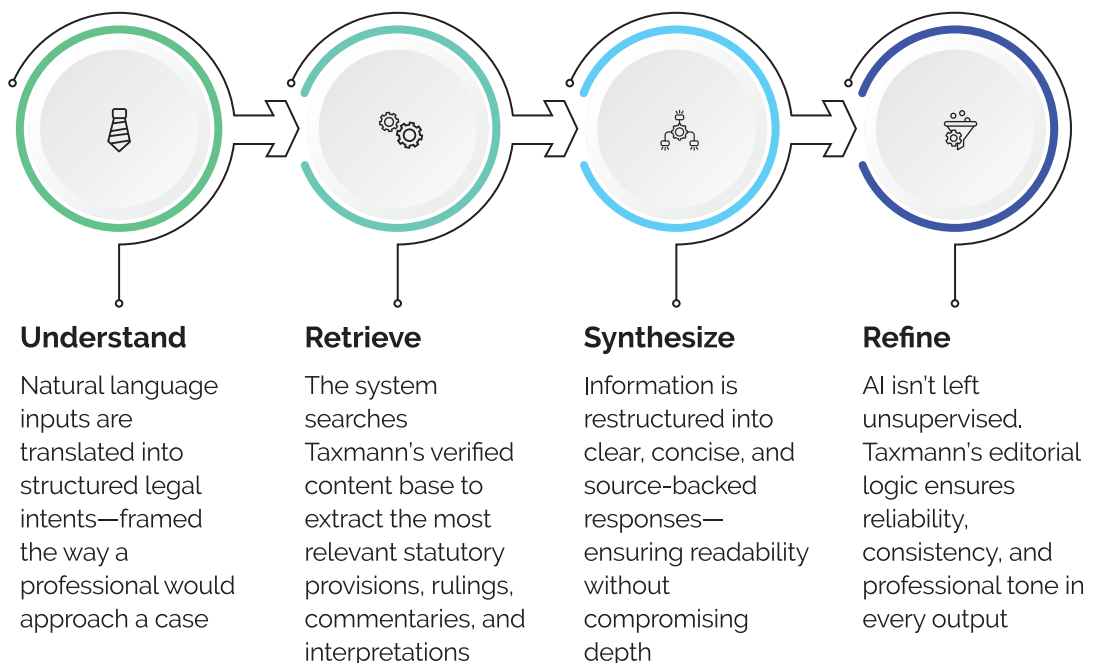 Understand
Natural language
inputs are
translated into
structured legal
intents—framed
the way a
professional would
approach a case
Retrieve
The system
searches
Taxmann's verified
content base to
extract the most
relevant statutory
provisions, rulings,
commentaries, and
interpretations
Synthesize
Information is
restructured into
clear, concise, and
source-backed
responses—
ensuring readability
without
compromising
depth
Refine
AI isn't left
unsupervised.
Taxmann's editorial
logic ensures
reliability,
consistency, and
professional tone in
every output